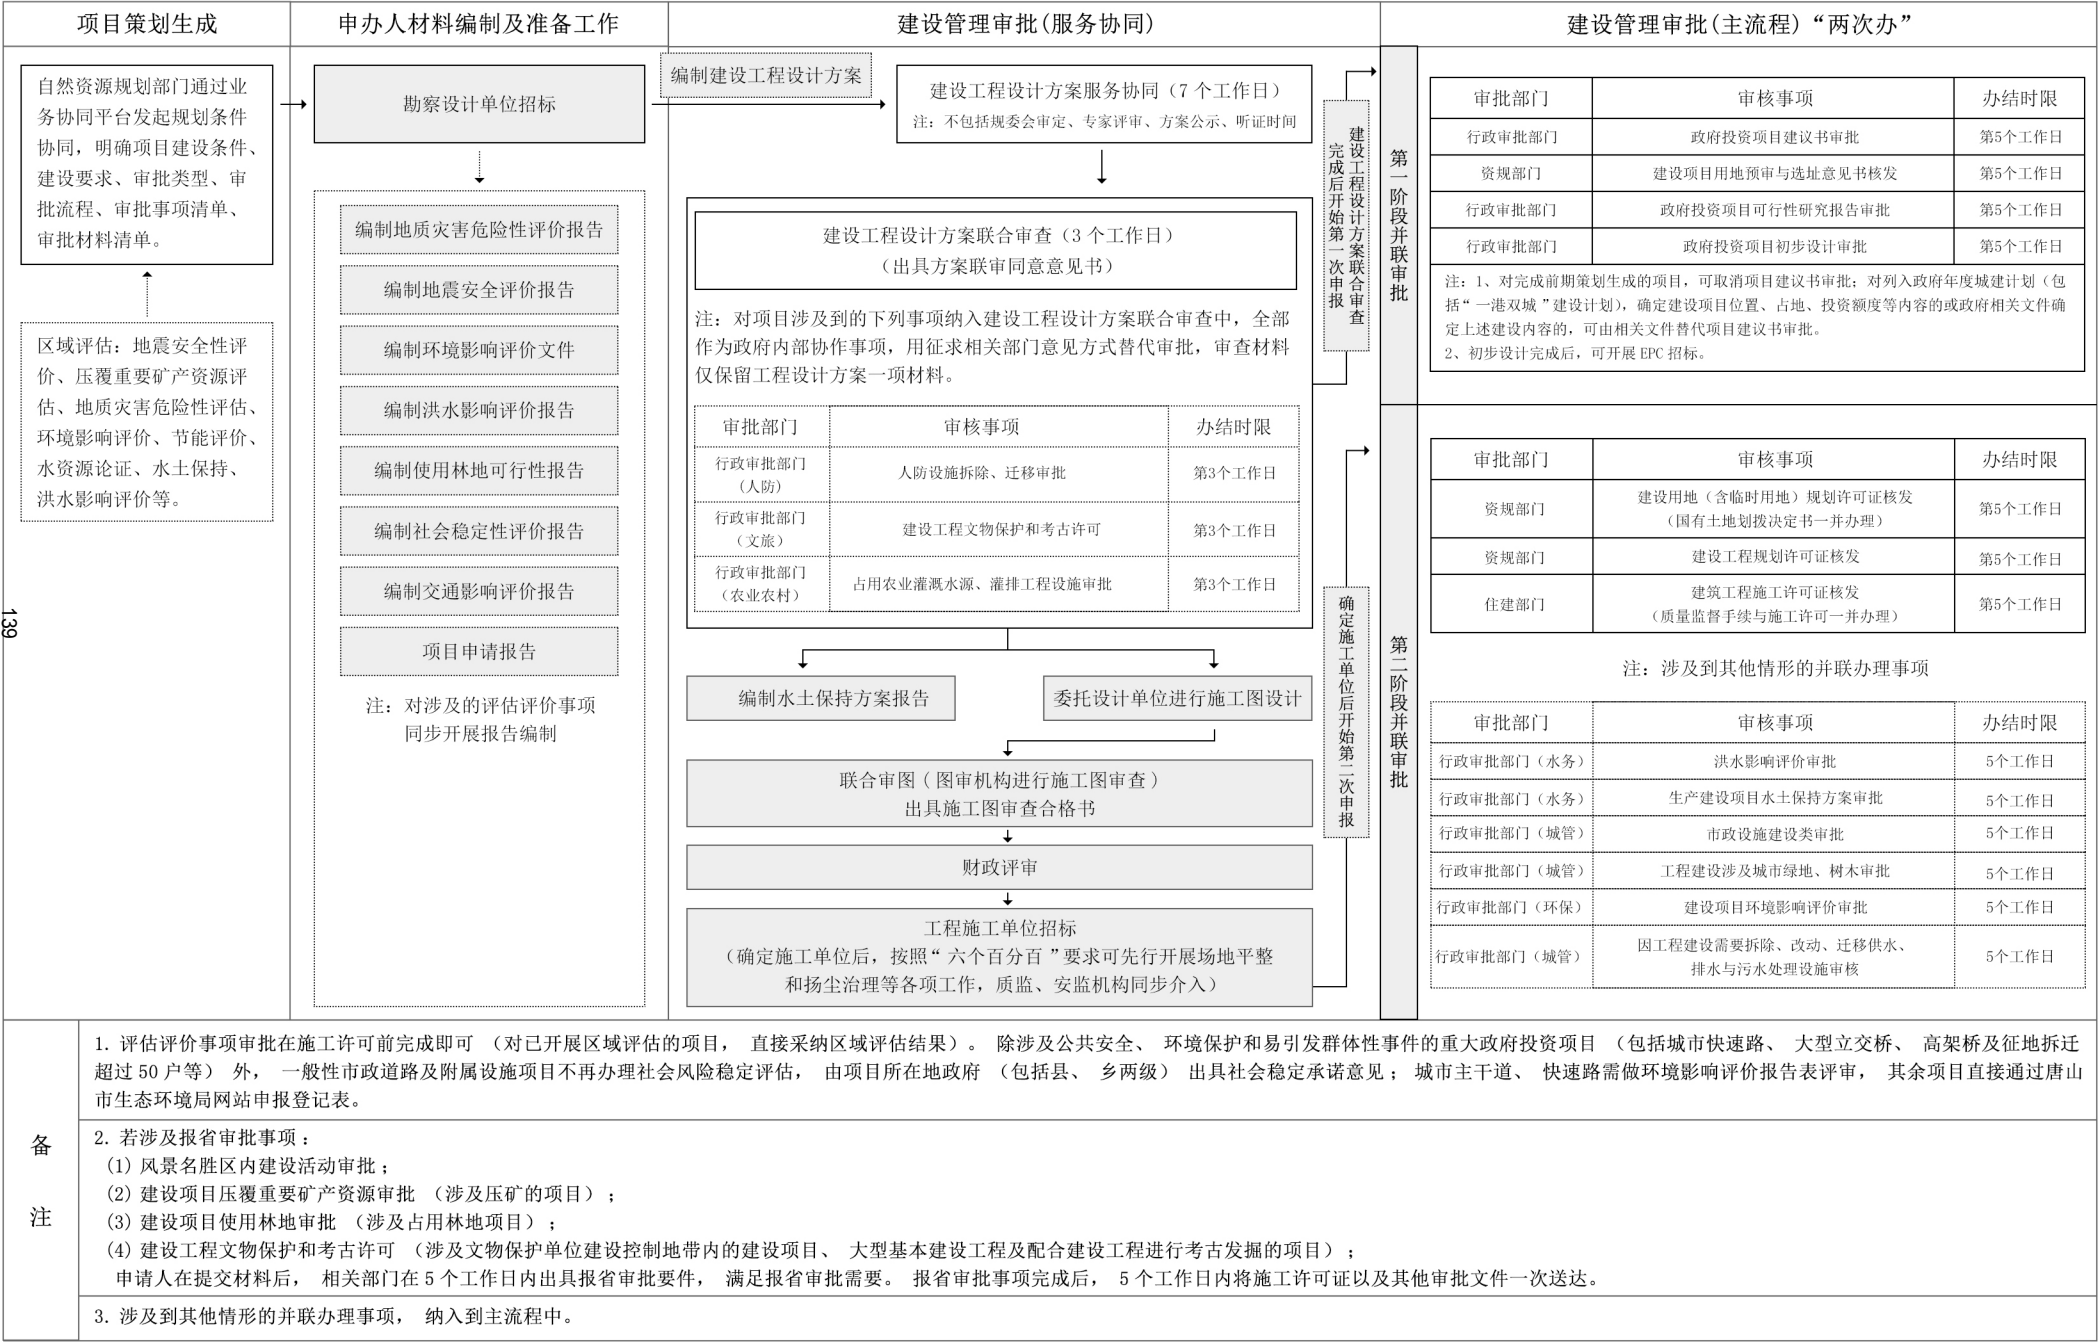 项目策划生成
申办人材料编制及准备工作
建设管理审批(服务协同)
建设管理审批(主流程)“两次办”
自然资源规划部门通过业
务协同平台发起规划条件
协同，明确项目建设条件、
建设要求、审批类型、审
批流程、审批事项清单、
审批材料清单。
区域评估：地震安全性评
价、压覆重要矿产资源评
估、地质灾害危险性评估、
环境影响评价、节能评价、
水资源论证、水土保持、
洪水影响评价等。
勘察设计单位招标
编制地质灾害危险性评价报告
编制地震安全评价报告
编制环境影响评价文件
编制洪水影响评价报告
编制使用林地可行性报告
编制社会稳定性评价报告
编制交通影响评价报告
项目申请报告
注：对涉及的评估评价事项
同步开展报告编制
编制建设工程设计方案
建设工程设计方案服务协同（7 个工作日）
注：不包括规委会审定、专家评审、方案公示、听证时间
建设工程设计方案联合审查（3 个工作日）
（出具方案联审同意意见书）
注：对项目涉及到的下列事项纳入建设工程设计方案联合审查中，全部
作为政府内部协作事项，用征求相关部门意见方式替代审批，审查材料
仅保留工程设计方案一项材料。
审批部门 审核事项 办结时限
行政审批部门
（人防） 人防设施拆除、迁移审批 第3个工作日
行政审批部门
（文旅） 建设工程文物保护和考古许可 第3个工作日
行政审批部门
（农业农村） 占用农业灌溉水源、灌排工程设施审批 第3个工作日
编制水土保持方案报告
委托设计单位进行施工图设计
联合审图（图审机构进行施工图审查）
出具施工图审查合格书
财政评审
工程施工单位招标
（确定施工单位后，按照“六个百分百”要求可先行开展场地平整
和扬尘治理等各项工作，质监、安监机构同步介入）
建设工程设计方案联合审查
完成后开始第一次申报
确定施工单位后开始第二次申报
第一阶段并联审批
审批部门 审核事项 办结时限
行政审批部门 政府投资项目建议书审批 第5个工作日
资规部门 建设项目用地预审与选址意见书核发 第5个工作日
行政审批部门 政府投资项目可行性研究报告审批 第5个工作日
行政审批部门 政府投资项目初步设计审批 第5个工作日
注：1、对完成前期策划生成的项目，可取消项目建议书审批；对列入政府年度城建计划（包
括“一港双城”建设计划），确定建设项目位置、占地、投资额度等内容的或政府相关文件确
定上述建设内容的，可由相关文件替代项目建议书审批。
2、初步设计完成后，可开展 EPC 招标。
第二阶段并联审批
审批部门 审核事项 办结时限
资规部门 建设用地（含临时用地）规划许可证核发
（国有土地划拨决定书一并办理） 第5个工作日
资规部门 建设工程规划许可证核发 第5个工作日
住建部门 建筑工程施工许可证核发
（质量监督手续与施工许可一并办理） 第5个工作日
注：涉及到其他情形的并联办理事项
审批部门 审核事项 办结时限
行政审批部门（水务） 洪水影响评价审批 5个工作日
行政审批部门（水务） 生产建设项目水土保持方案审批 5个工作日
行政审批部门（城管） 市政设施建设类审批 5个工作日
行政审批部门（城管） 工程建设涉及城市绿地、树木审批 5个工作日
行政审批部门（环保） 建设项目环境影响评价审批 5个工作日
行政审批部门（城管） 因工程建设需要拆除、改动、迁移供水、
排水与污水处理设施审核 5个工作日
139
备注
1. 评估评价事项审批在施工许可前完成即可 （对已开展区域评估的项目， 直接采纳区域评估结果）。 除涉及公共安全、 环境保护和易引发群体性事件的重大政府投资项目 （包括城市快速路、 大型立交桥、 高架桥及征地拆迁
超过 50 户等） 外， 一般性市政道路及附属设施项目不再办理社会风险稳定评估， 由项目所在地政府 （包括县、 乡两级） 出具社会稳定承诺意见； 城市主干道、 快速路需做环境影响评价报告表评审， 其余项目直接通过唐山
市生态环境局网站申报登记表。
2. 若涉及报省审批事项：
(1) 风景名胜区内建设活动审批；
(2) 建设项目压覆重要矿产资源审批 （涉及压矿的项目）；
(3) 建设项目使用林地审批 （涉及占用林地项目）；
(4) 建设工程文物保护和考古许可 （涉及文物保护单位建设控制地带内的建设项目、 大型基本建设工程及配合建设工程进行考古发掘的项目）；
申请人在提交材料后， 相关部门在 5 个工作日内出具报省审批要件， 满足报省审批需要。 报省审批事项完成后， 5 个工作日内将施工许可证以及其他审批文件一次送达。
3. 涉及到其他情形的并联办理事项， 纳入到主流程中。